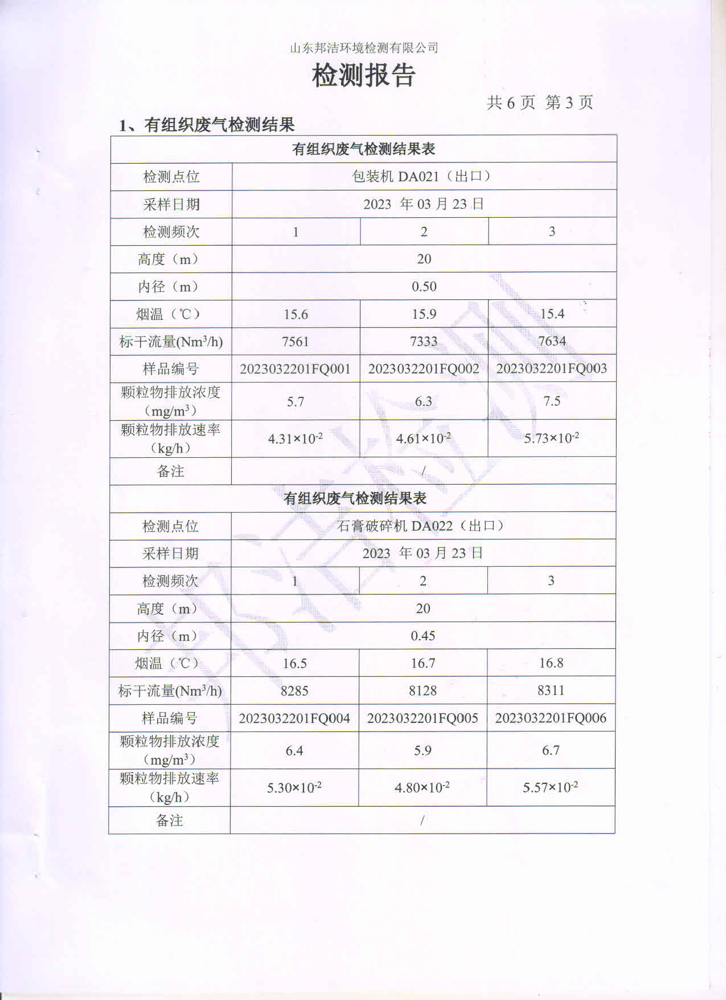 山东邦洁环境检测有限公司
检测报告
共 6 页 第 3 页
1、有组织废气检测结果
有组织废气检测结果表
检测点位 包装机 DA021（出口）
采样日期 2023 年 03 月 23 日
检测频次 1 2 3
高度（m） 20
内径（m） 0.50
烟温（℃） 15.6 15.9 15.4
标干流量(Nm³/h) 7561 7333 7634
样品编号 2023032201FQ001 2023032201FQ002 2023032201FQ003
颗粒物排放浓度
（mg/m³） 5.7 6.3 7.5
颗粒物排放速率
（kg/h） 4.31×10⁻² 4.61×10⁻² 5.73×10⁻²
备注 /
有组织废气检测结果表
检测点位 石膏破碎机 DA022（出口）
采样日期 2023 年 03 月 23 日
检测频次 1 2 3
高度（m） 20
内径（m） 0.45
烟温（℃） 16.5 16.7 16.8
标干流量(Nm³/h) 8285 8128 8311
样品编号 2023032201FQ004 2023032201FQ005 2023032201FQ006
颗粒物排放浓度
（mg/m³） 6.4 5.9 6.7
颗粒物排放速率
（kg/h） 5.30×10⁻² 4.80×10⁻² 5.57×10⁻²
备注 /
邦洁检测